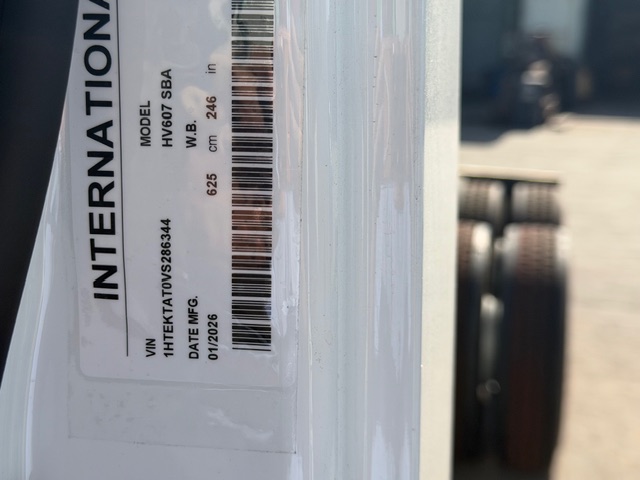 INTERNATIONA
VIN MODEL
1HTEKTAT0VS286344 HV607 SBA
DATE MFG. W.B.
01/2026 625 cm 246 in